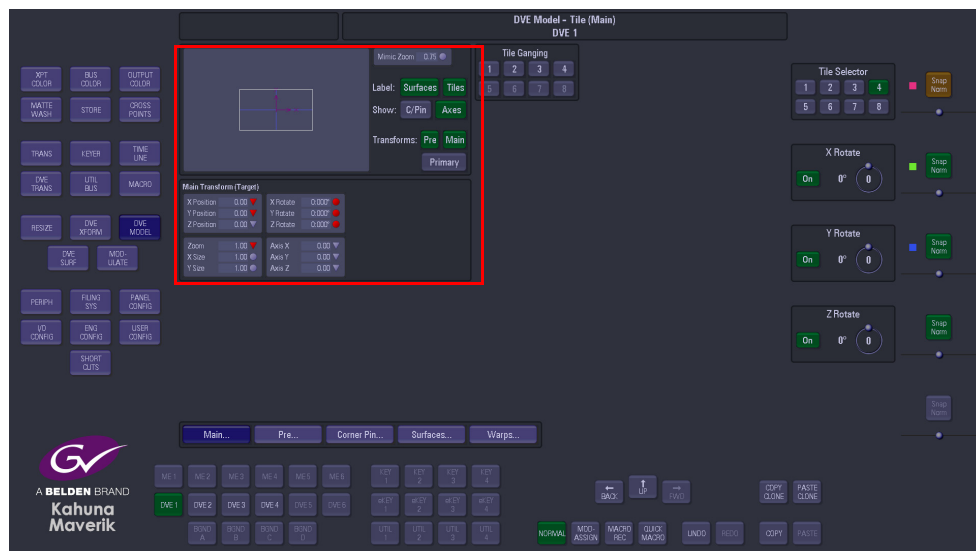 DVE Model - Tile (Main)
DVE 1
Mimic Zoom 0.75
Label: Surfaces Tiles
Show: C/Pin Axes
Transforms: Pre Main
Primary
Tile Ganging
1 2 3 4
5 6 7 8
Main Transform (Target)
X Position 0.00 X Rotate 0.000°
Y Position 0.00 Y Rotate 0.000°
Z Position 0.00 Z Rotate 0.000°
Zoom 1.00 Axis X 0.00
X Size 1.00 Axis Y 0.00
Y Size 1.00 Axis Z 0.00
XPT COLOR
BUS COLOR
OUTPUT COLOR
MATTE WASH
STORE
CROSS POINTS
TRANS
KEYER
TIME LINE
DVE TRANS
UTIL BUS
MACRO
RESIZE
DVE XFORM
DVE MODEL
DVE SURF
MOD- ULATE
PERIPH
FILING SYS
PANEL CONFIG
I/O CONFIG
ENG CONFIG
USER CONFIG
SHORT CUTS
Tile Selector
1 2 3 4
5 6 7 8
Snap Norm
X Rotate
On 0° 0
Snap Norm
Y Rotate
On 0° 0
Snap Norm
Z Rotate
On 0° 0
Snap Norm
Snap Norm
Main... Pre... Corner Pin... Surfaces... Warps...
GV
A BELDEN BRAND
Kahuna
Maverik
ME 1 ME 2 ME 3 ME 4 ME 5 ME 6
DVE 1 DVE 2 DVE 3 DVE 4 DVE 5 DVE 6
BGND A BGND B BGND C BGND D
KEY 1 KEY 2 KEY 3 KEY 4
eKEY 1 eKEY 2 eKEY 3 eKEY 4
UTIL 1 UTIL 2 UTIL 3 UTIL 4
BACK UP FWD
COPY CLONE PASTE CLONE
NORMAL MOD- ASSIGN MACRO REC QUICK MACRO UNDO REDO COPY PASTE